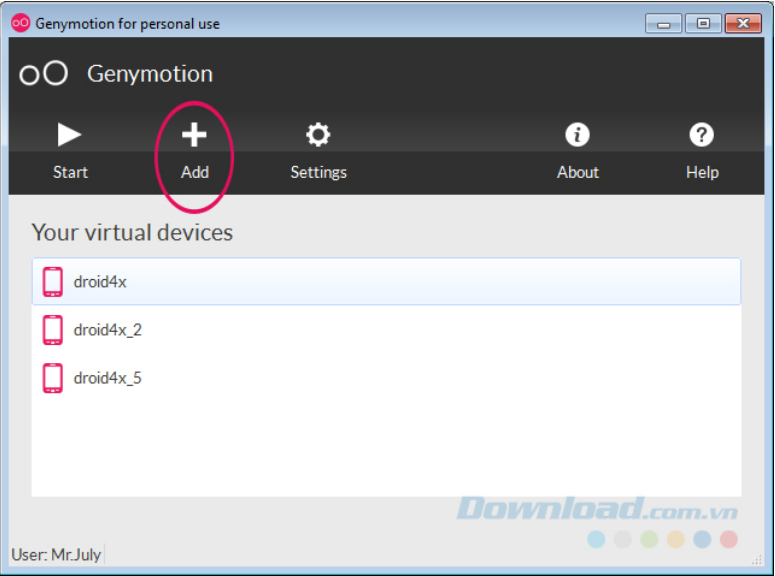 Genymotion for personal use
Genymotion
Start Add Settings About Help
Your virtual devices
droid4x
droid4x_2
droid4x_5
Download.com.vn
User: Mr.July